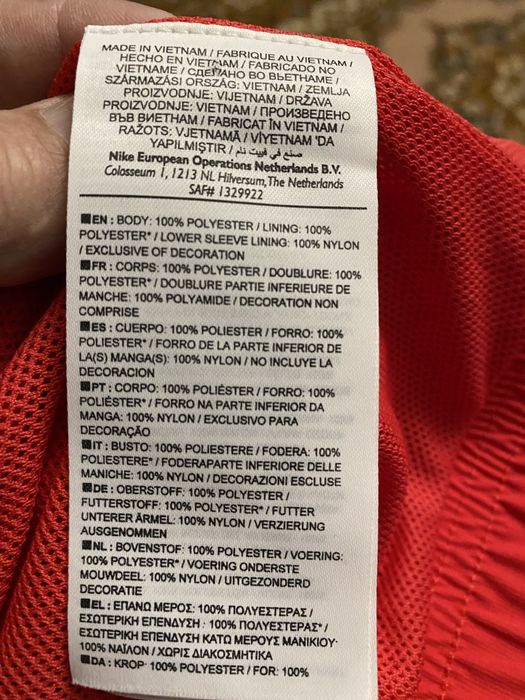 MADE IN VIETNAM / FABRIQUE AU VIETNAM /
HECHO EN VIETNAM / FABRICADO NO
VIETNAME / СДЕЛАНО ВО ВЬЕТНАМЕ /
SZÁRMAZÁSI ORSZÁG: VIETNAM / ZEMLJA
PROIZVODNJE: VIJETNAM / DRŽAVA
PROIZVODNJE: VIETNAM / ПРОИЗВЕДЕНО
ВЪВ ВИЕТНАМ / FABRICAT ÎN VIETNAM /
RAŽOTS: VJETNAMĀ / VİYETNAM 'DA
YAPILMIŞTIR / صنع في فييت نام
Nike European Operations Netherlands B.V.
Colosseum 1, 1213 NL Hilversum, The Netherlands
SAF# 1329922
EN: BODY: 100% POLYESTER / LINING: 100%
POLYESTER* / LOWER SLEEVE LINING: 100% NYLON
/ EXCLUSIVE OF DECORATION
FR: CORPS: 100% POLYESTER / DOUBLURE: 100%
POLYESTER* / DOUBLURE PARTIE INFERIEURE DE
MANCHE: 100% POLYAMIDE / DECORATION NON
COMPRISE
ES: CUERPO: 100% POLIESTER / FORRO: 100%
POLIESTER* / FORRO DE LA PARTE INFERIOR DE
LA(S) MANGA(S): 100% NYLON / NO INCLUYE LA
DECORACION
PT: CORPO: 100% POLIÉSTER / FORRO: 100%
POLIÉSTER* / FORRO NA PARTE INFERIOR DA
MANGA: 100% NYLON / EXCLUSIVO DA
DECORAÇÃO
IT: BUSTO: 100% POLIESTERE / FODERA: 100%
POLIESTERE* / FODERAPARTE INFERIORE DELLE
MANICHE: 100% NYLON / DECORAZIONI ESCLUSE
DE: OBERSTOFF: 100% POLYESTER /
FUTTERSTOFF: 100% POLYESTER* / FUTTER
UNTERER ÄRMEL: 100% NYLON / VERZIERUNG
AUSGENOMMEN
NL: BOVENSTOF: 100% POLYESTER / VOERING:
100% POLYESTER* / VOERING ONDERSTE
MOUWDEEL: 100% NYLON / UITGEZONDERD
DECORATIE
EL: ΕΠΑΝΩ ΜΕΡΟΣ: 100% ΠΟΛΥΕΣΤΕΡΑΣ /
ΕΣΩΤΕΡΙΚΗ ΕΠΕΝΔΥΣΗ : 100% ΠΟΛΥΕΣΤΕΡΑΣ* /
ΕΣΩΤΕΡΙΚΗ ΕΠΕΝΔΥΣΗ ΚΑΤΩ ΜΕΡΟΥΣ ΜΑΝΙΚΙΟΥ·
100% ΝΑΪΛΟΝ / ΧΩΡΙΣ ΔΙΑΚΟΣΜΗΤΙΚΑ
DA: KROP: 100% POLYESTER / FOR: 100%